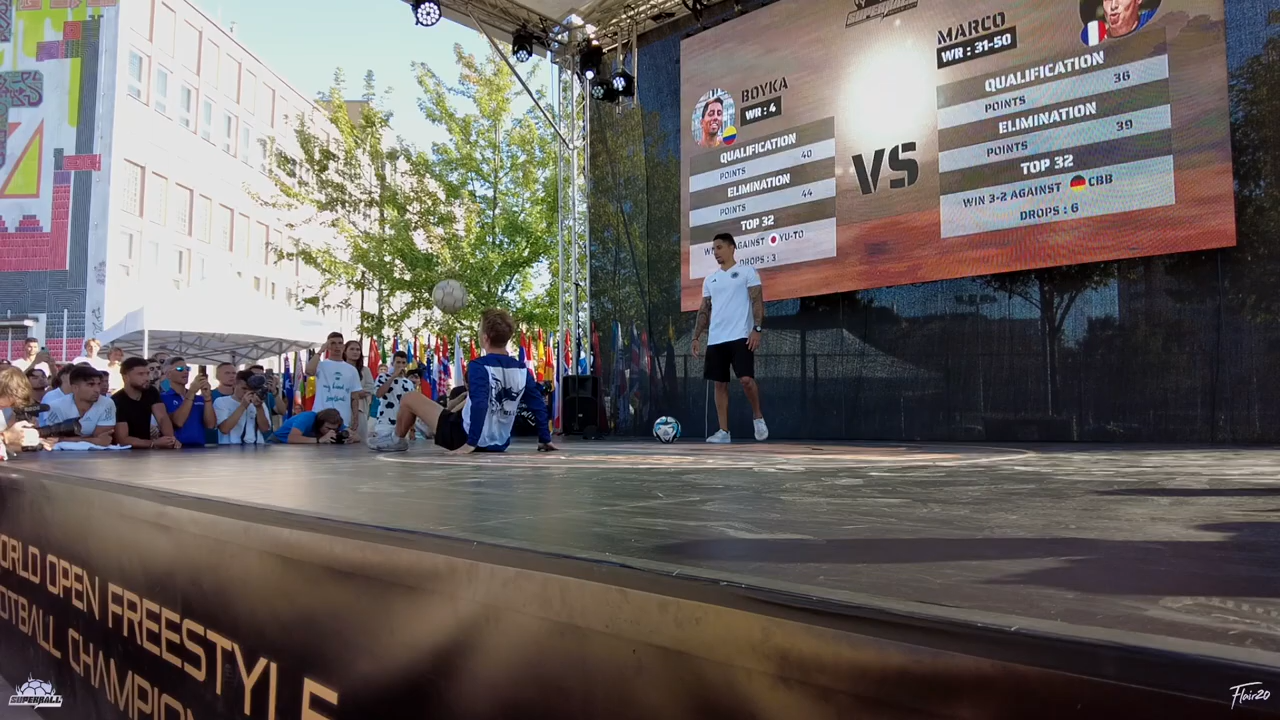 SUPERBALL
BOYKA
WR : 4
QUALIFICATION
POINTS 40
ELIMINATION
POINTS 44
TOP 32
AGAINST YU-TO
DROPS : 3
VS
MARCO
WR : 31-50
QUALIFICATION
POINTS 36
ELIMINATION
POINTS 39
TOP 32
WIN 3-2 AGAINST CBB
DROPS : 6
WORLD OPEN FREESTYLE
FOOTBALL CHAMPION
SUPERBALL
Flair20